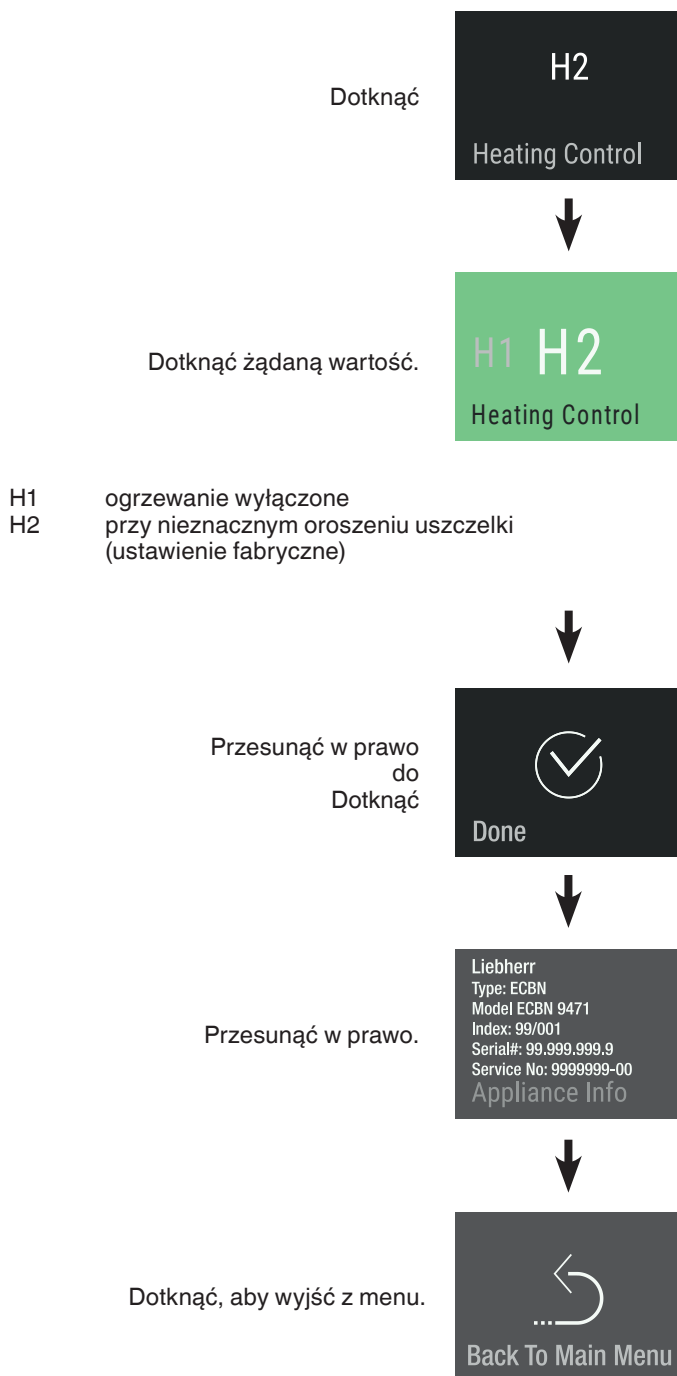 H2
Dotknąć
Heating Control
H1 H2
Dotknąć żądaną wartość.
Heating Control
H1 ogrzewanie wyłączone
H2 przy nieznacznym oroszeniu uszczelki
(ustawienie fabryczne)
Przesunąć w prawo
do
Dotknąć
Done
Liebherr
Type: ECBN
Model ECBN 9471
Index: 99/001
Przesunąć w prawo.
Serial#: 99.999.999.9
Service No: 9999999-00
Appliance Info
Dotknąć, aby wyjść z menu.
Back To Main Menu